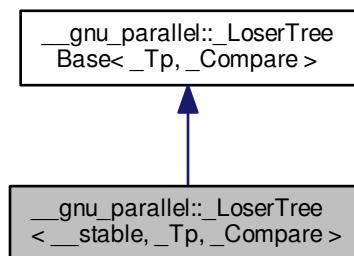 __gnu_parallel::_LoserTree
Base< _Tp, _Compare >
__gnu_parallel::_LoserTree
< __stable, _Tp, _Compare >